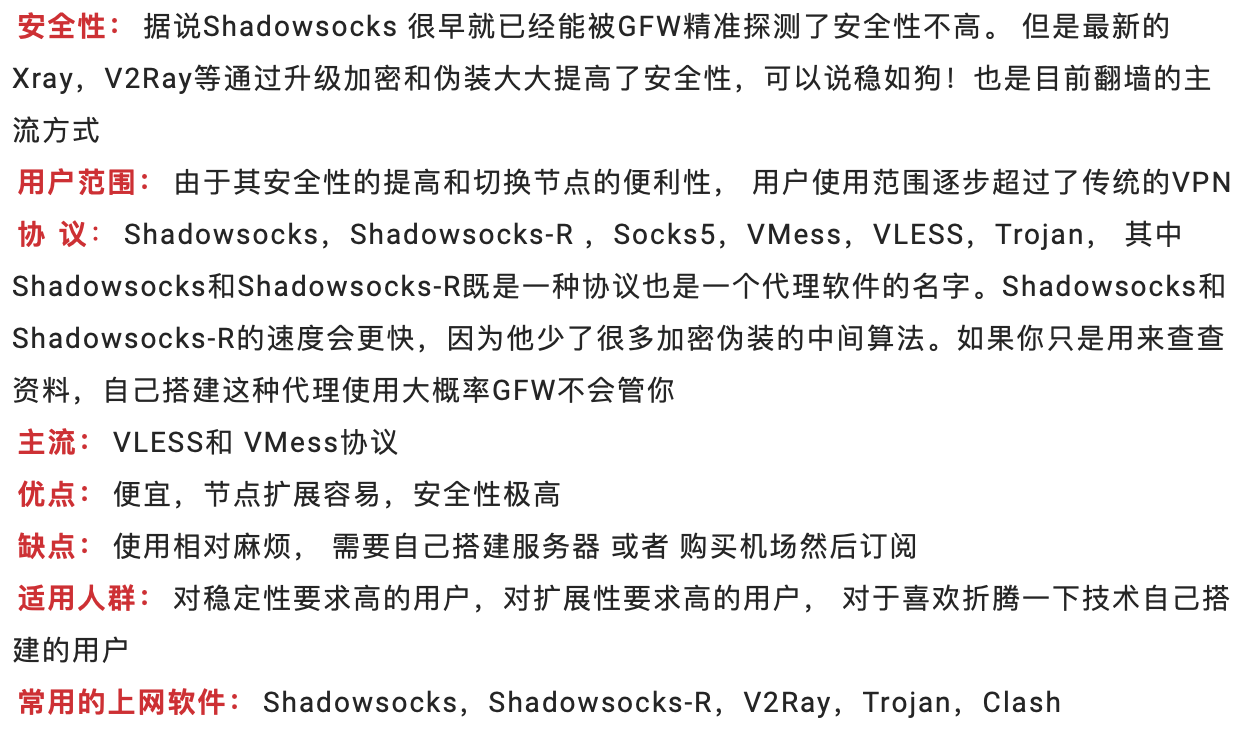 安全性： 据说Shadowsocks 很早就已经能被GFW精准探测了安全性不高。 但是最新的
Xray，V2Ray等通过升级加密和伪装大大提高了安全性，可以说稳如狗！也是目前翻墙的主
流方式
用户范围： 由于其安全性的提高和切换节点的便利性， 用户使用范围逐步超过了传统的VPN
协 议： Shadowsocks，Shadowsocks-R ，Socks5，VMess，VLESS，Trojan， 其中
Shadowsocks和Shadowsocks-R既是一种协议也是一个代理软件的名字。Shadowsocks和
Shadowsocks-R的速度会更快，因为他少了很多加密伪装的中间算法。如果你只是用来查查
资料，自己搭建这种代理使用大概率GFW不会管你
主流： VLESS和 VMess协议
优点： 便宜，节点扩展容易，安全性极高
缺点： 使用相对麻烦， 需要自己搭建服务器 或者 购买机场然后订阅
适用人群： 对稳定性要求高的用户，对扩展性要求高的用户， 对于喜欢折腾一下技术自己搭
建的用户
常用的上网软件： Shadowsocks，Shadowsocks-R，V2Ray，Trojan，Clash